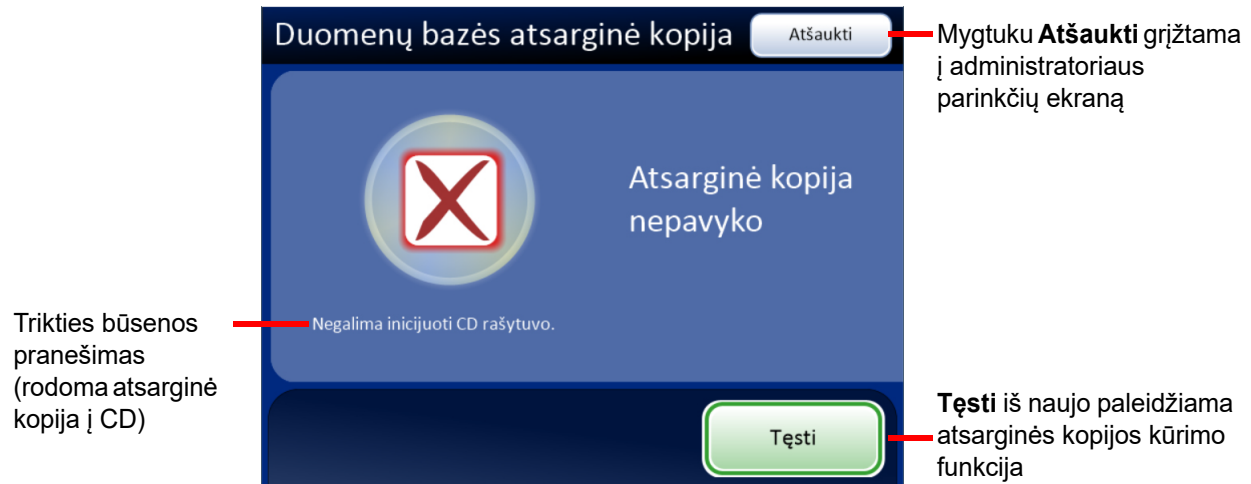 Duomenų bazės atsarginė kopija
Atšaukti
Mygtuku Atšaukti grįžtama
į administratoriaus
parinkčių ekraną
Atsarginė kopija
nepavyko
Trikties būsenos
pranešimas
(rodoma atsarginė
kopija į CD)
Negalima inicijuoti CD rašytuvo.
Tęsti
Tęsti iš naujo paleidžiama
atsarginės kopijos kūrimo
funkcija